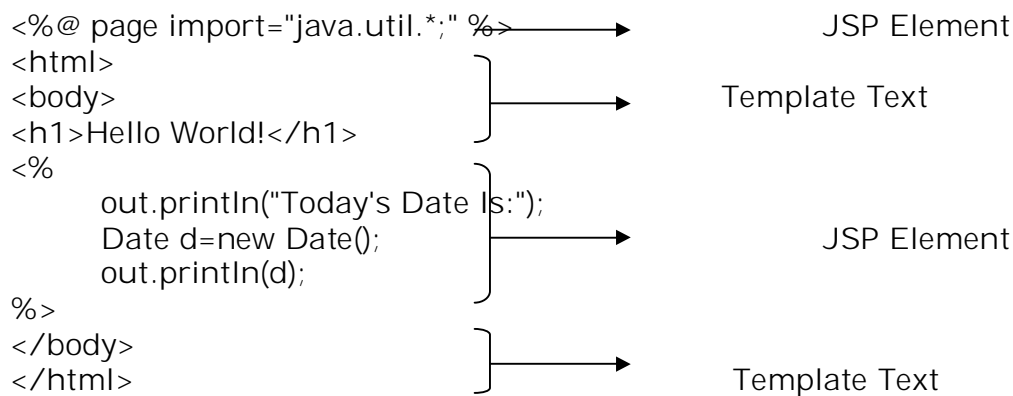 <%@ page import="java.util.*;" %> JSP Element
<html>
<body> Template Text
<h1>Hello World!</h1>
<%
out.println("Today's Date Is:");
Date d=new Date(); JSP Element
out.println(d);
%>
</body>
</html> Template Text